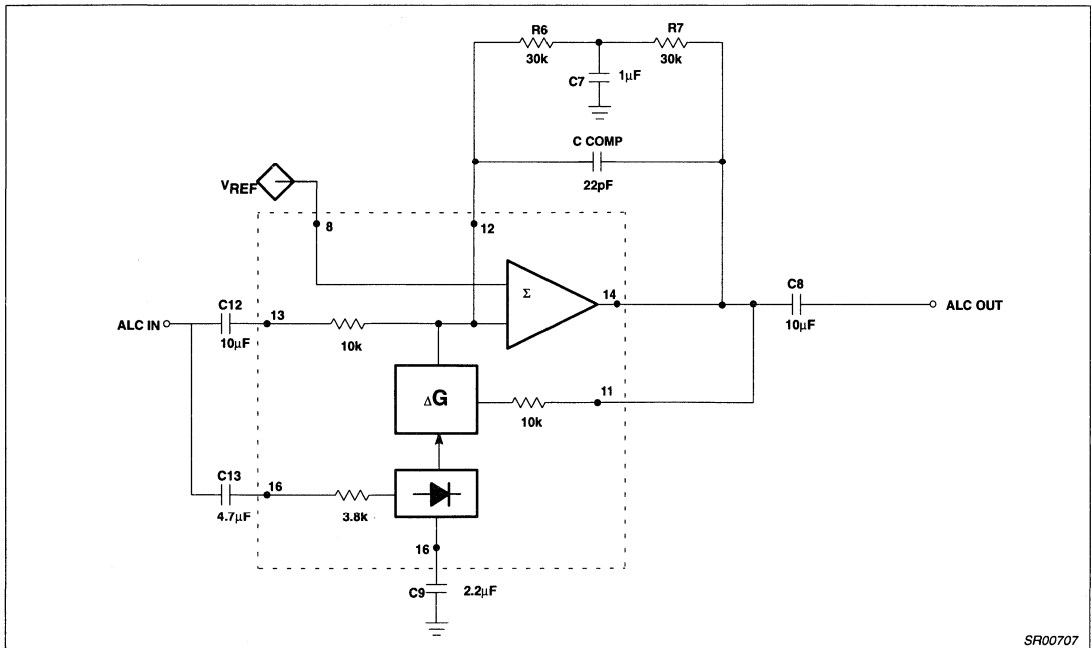 R6
R7
30k
30k
C7
1µF
C COMP
22pF
VREF
8
12
Σ
14
C8
10µF
ALC OUT
ALC IN
C12
10µF
13
10k
ΔG
11
10k
C13
4.7µF
16
3.8k
16
C9
2.2µF
SR00707